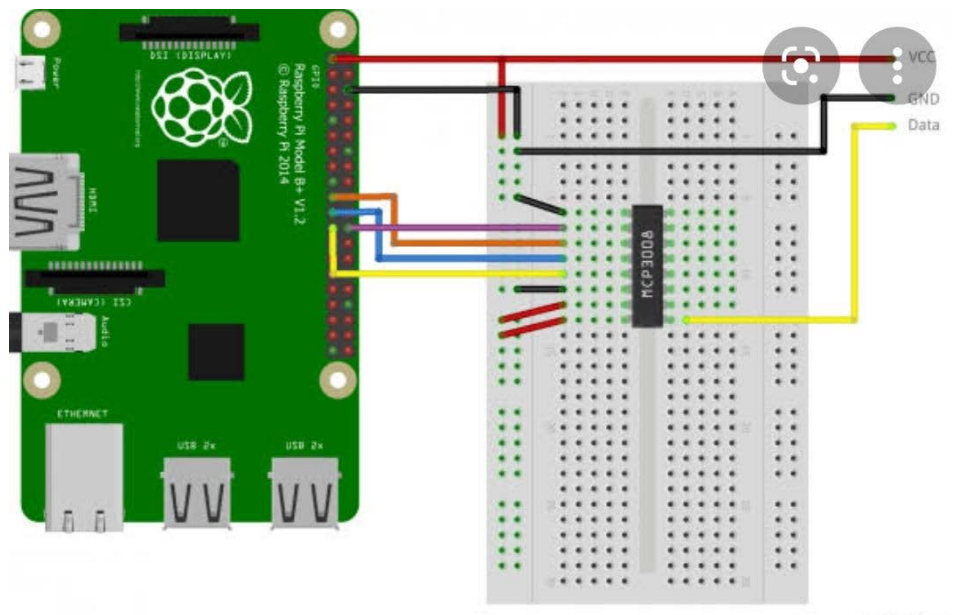 DSI (DISPLAY)
Power
GPIO
Raspberry Pi Model B+ V1.2
© Raspberry Pi 2014
HDMI
CSI (CAMERA)
Audio
ETHERNET
USB 2x
USB 2x
MCP3008
VCC
GND
Data